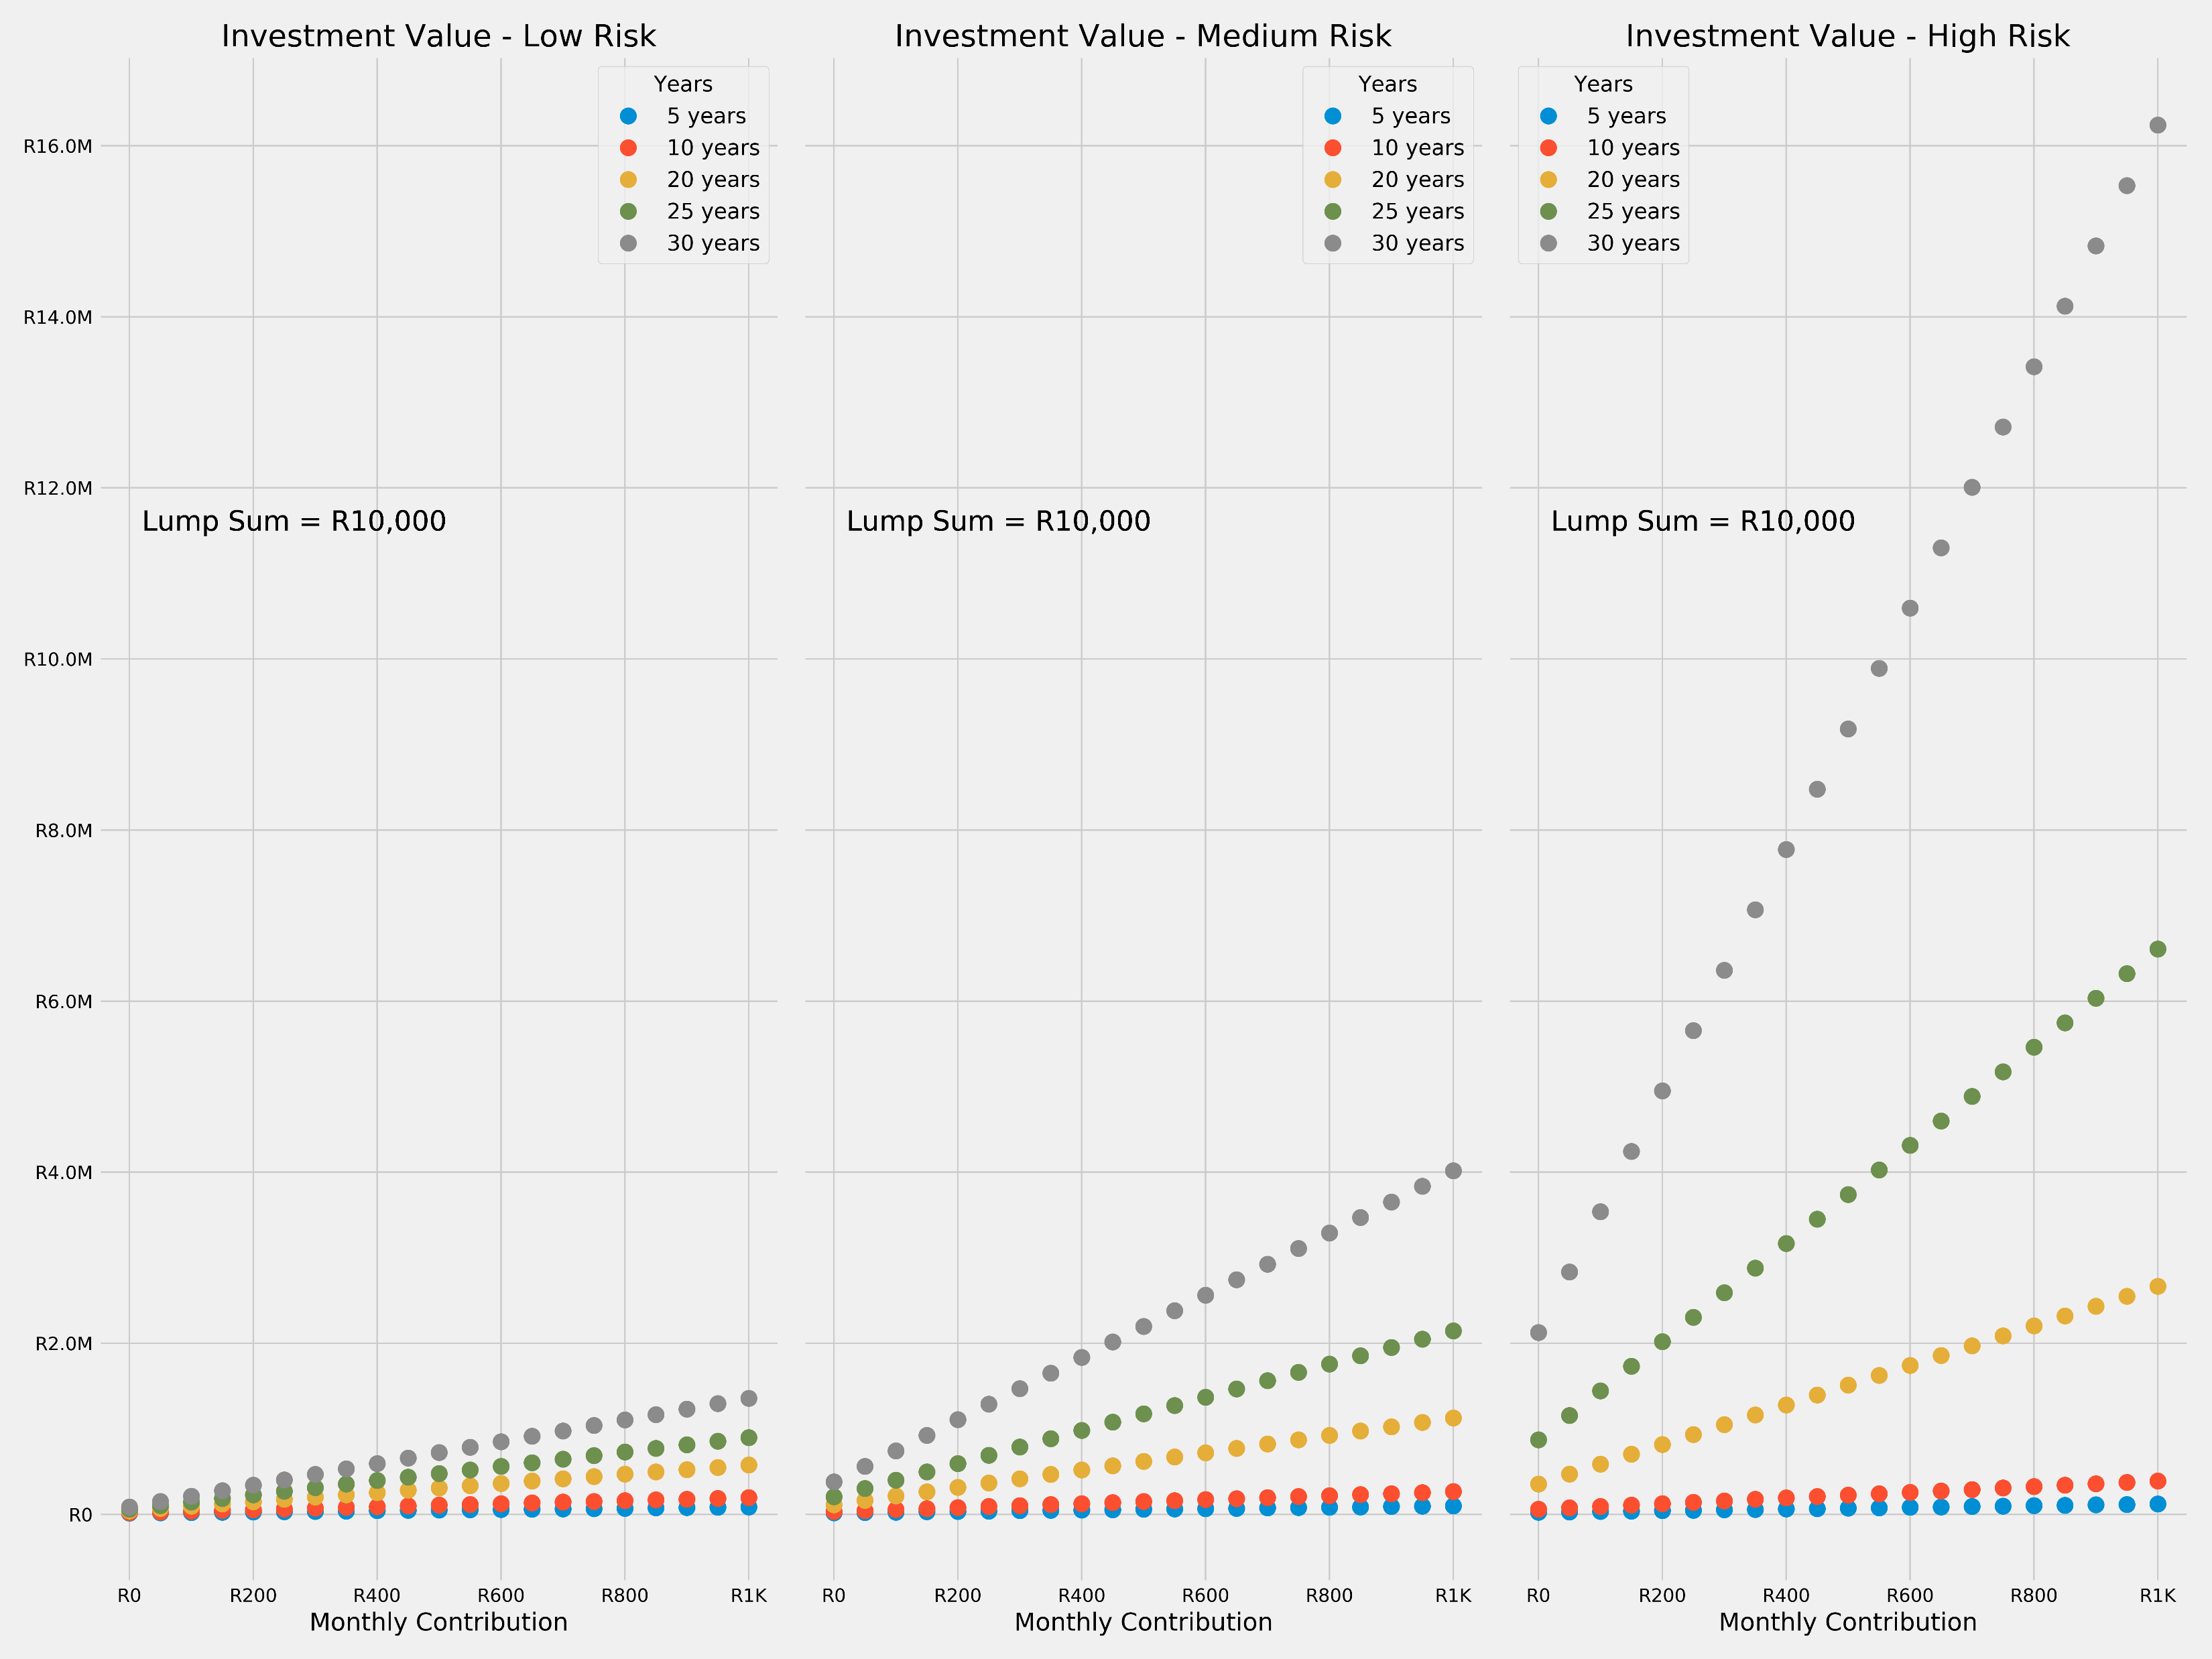 Investment Value - Low Risk
Years
5 years
10 years
20 years
25 years
30 years
R16.0M
R14.0M
R12.0M
R10.0M
R8.0M
R6.0M
R4.0M
R2.0M
R0
Lump Sum = R10,000
R0 R200 R400 R600 R800 R1K
Monthly Contribution
Investment Value - Medium Risk
Years
5 years
10 years
20 years
25 years
30 years
Lump Sum = R10,000
R0 R200 R400 R600 R800 R1K
Monthly Contribution
Investment Value - High Risk
Years
5 years
10 years
20 years
25 years
30 years
Lump Sum = R10,000
R0 R200 R400 R600 R800 R1K
Monthly Contribution